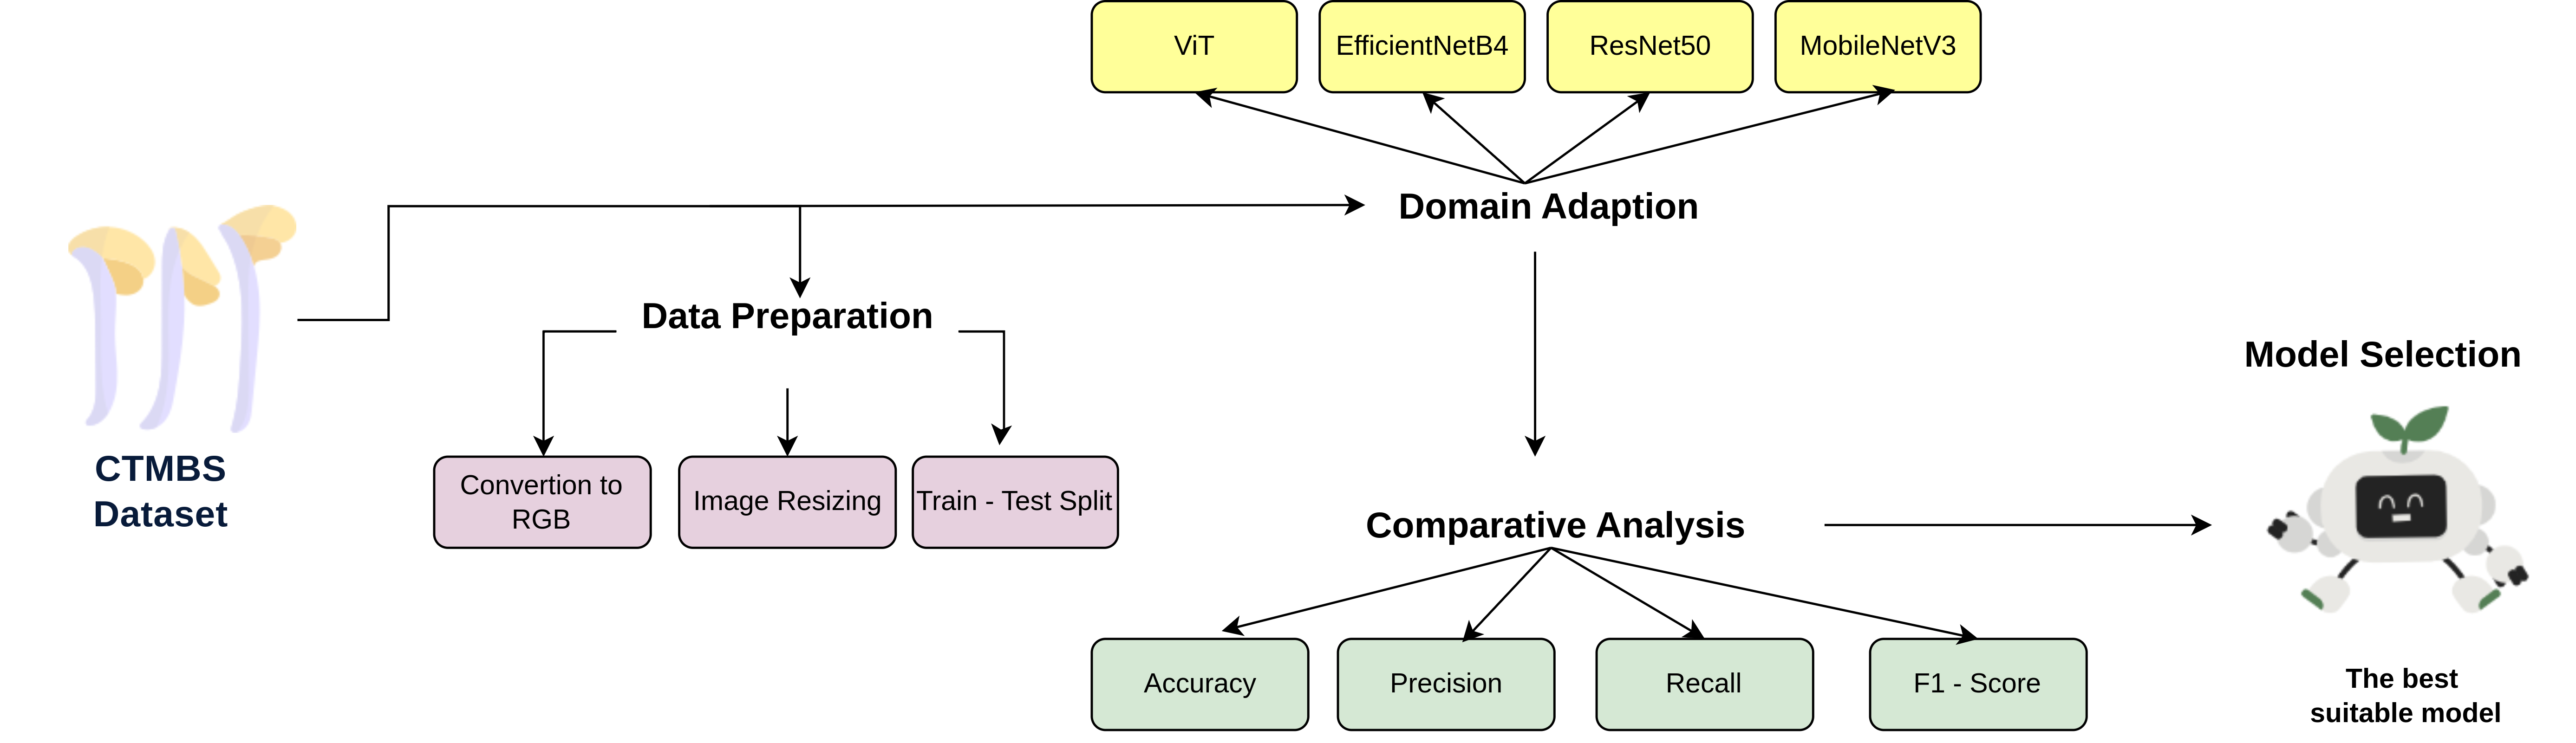 ViT
EfficientNetB4
ResNet50
MobileNetV3
Domain Adaption
Data Preparation
Model Selection
CTMBS
Dataset
Convertion to
RGB
Image Resizing
Train - Test Split
Comparative Analysis
Accuracy
Precision
Recall
F1 - Score
The best
suitable model